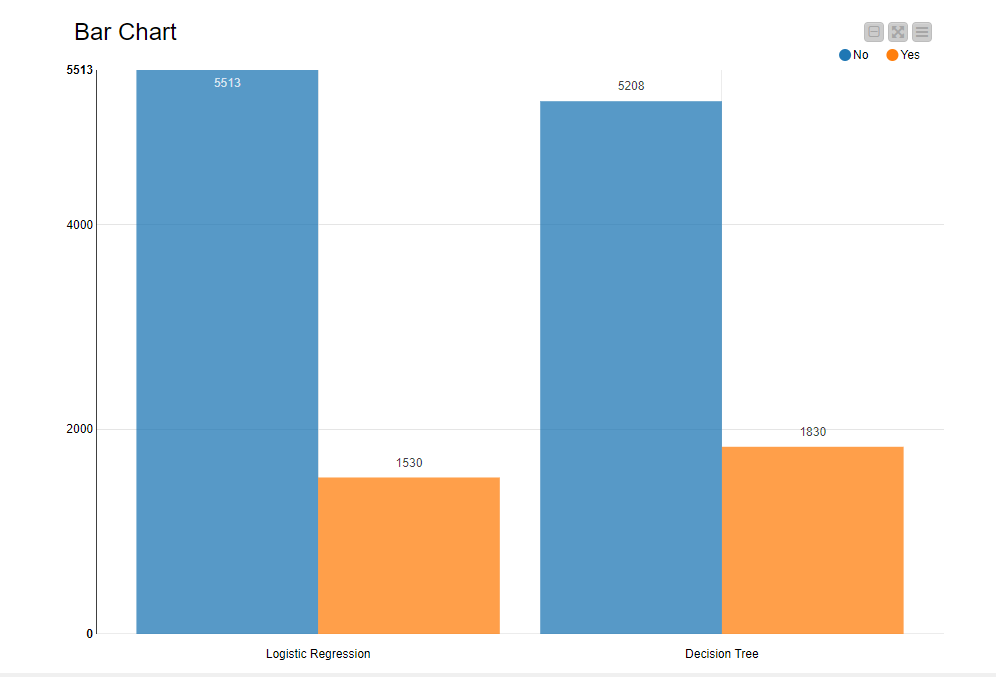 Bar Chart
No Yes
5513
5513
5208
4000
2000
1830
1530
0
Logistic Regression Decision Tree